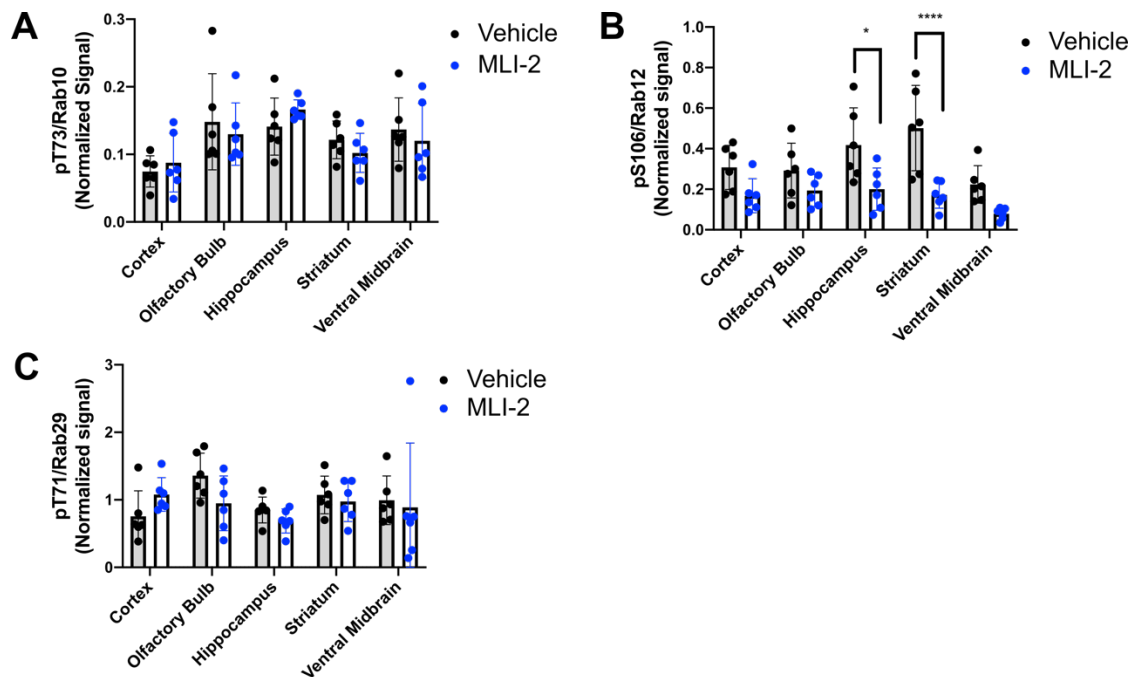 A
pT73/Rab10
(Normalized Signal)
0.3
0.2
0.1
0.0
Vehicle
MLI-2
Cortex
Olfactory Bulb
Hippocampus
Striatum
Ventral Midbrain
B
pS106/Rab12
(Normalized signal)
1.0
0.8
0.6
0.4
0.2
0.0
*
****
Vehicle
MLI-2
Cortex
Olfactory Bulb
Hippocampus
Striatum
Ventral Midbrain
C
pT71/Rab29
(Normalized signal)
3
2
1
0
Vehicle
MLI-2
Cortex
Olfactory Bulb
Hippocampus
Striatum
Ventral Midbrain